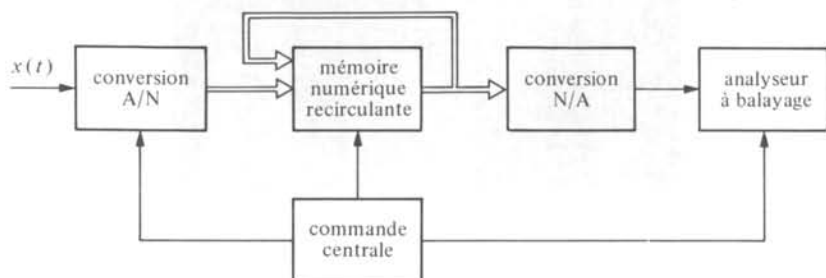 x(t)
conversion
A/N
mémoire
numérique
recirculante
conversion
N/A
analyseur
à balayage
commande
centrale